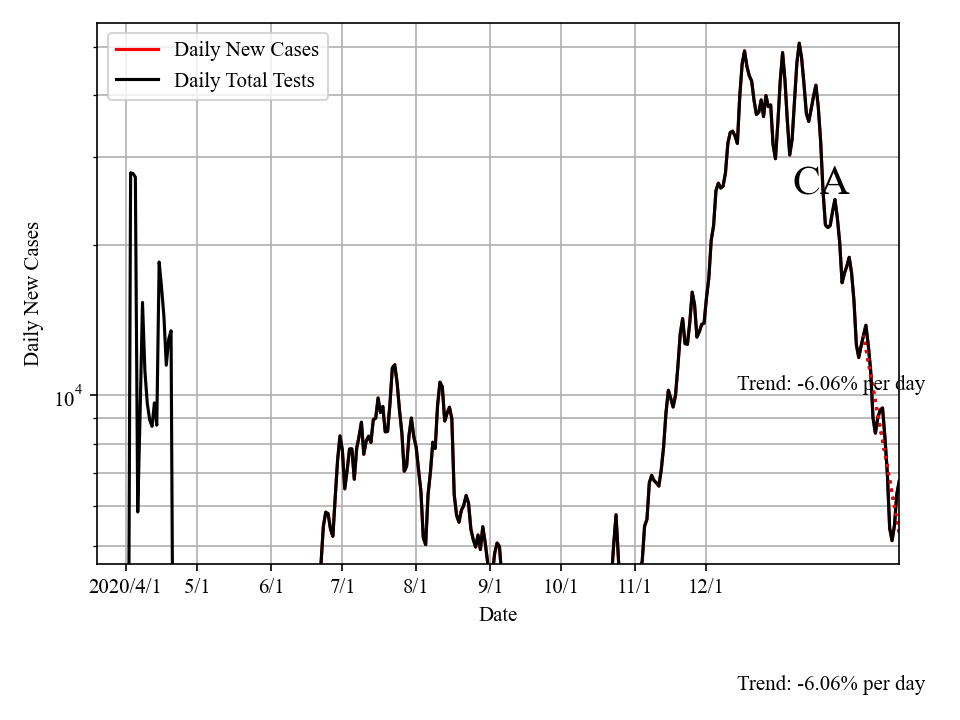 Daily New Cases
Daily Total Tests
CA
Trend: -6.06% per day
10^4
Daily New Cases
2020/4/1 5/1 6/1 7/1 8/1 9/1 10/1 11/1 12/1
Date
Trend: -6.06% per day